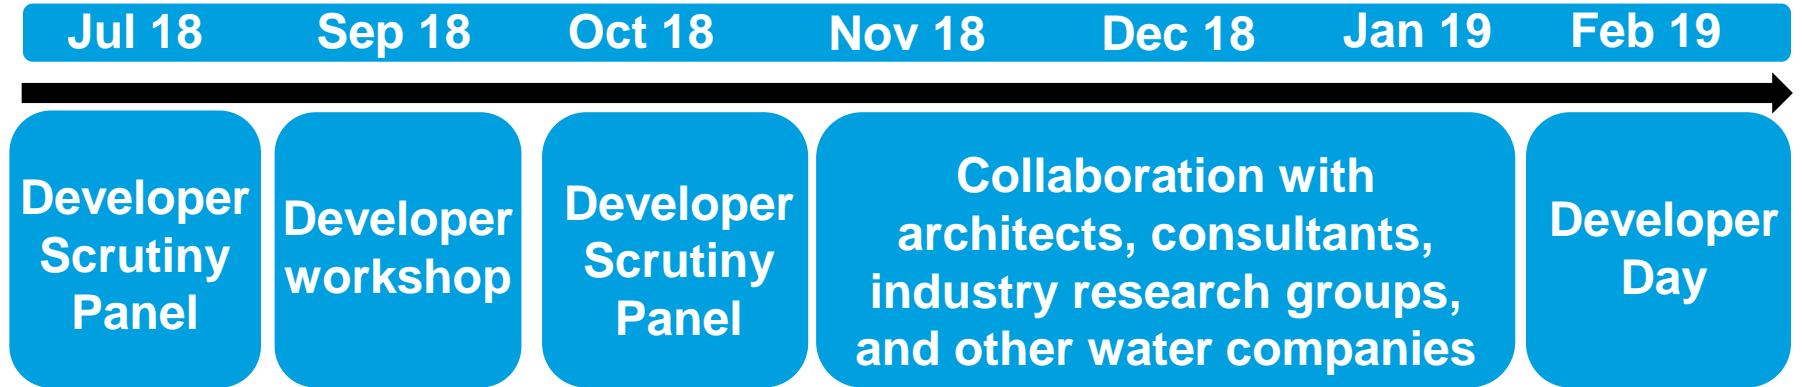 Jul 18 Sep 18 Oct 18 Nov 18 Dec 18 Jan 19 Feb 19
Developer
Scrutiny
Panel
Developer
workshop
Developer
Scrutiny
Panel
Collaboration with
architects, consultants,
industry research groups,
and other water companies
Developer
Day